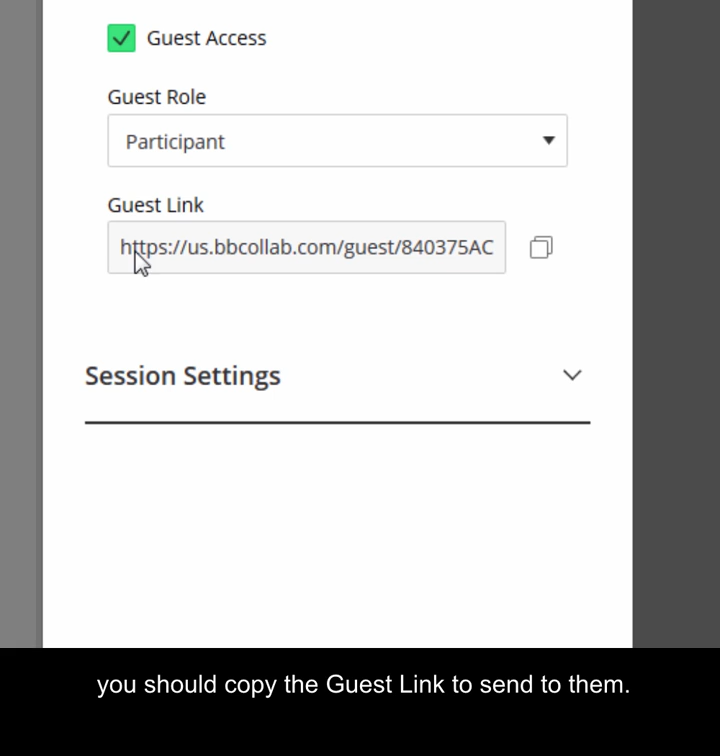 Guest Access
Guest Role
Participant
Guest Link
https://us.bbcollab.com/guest/840375AC
Session Settings
you should copy the Guest Link to send to them.